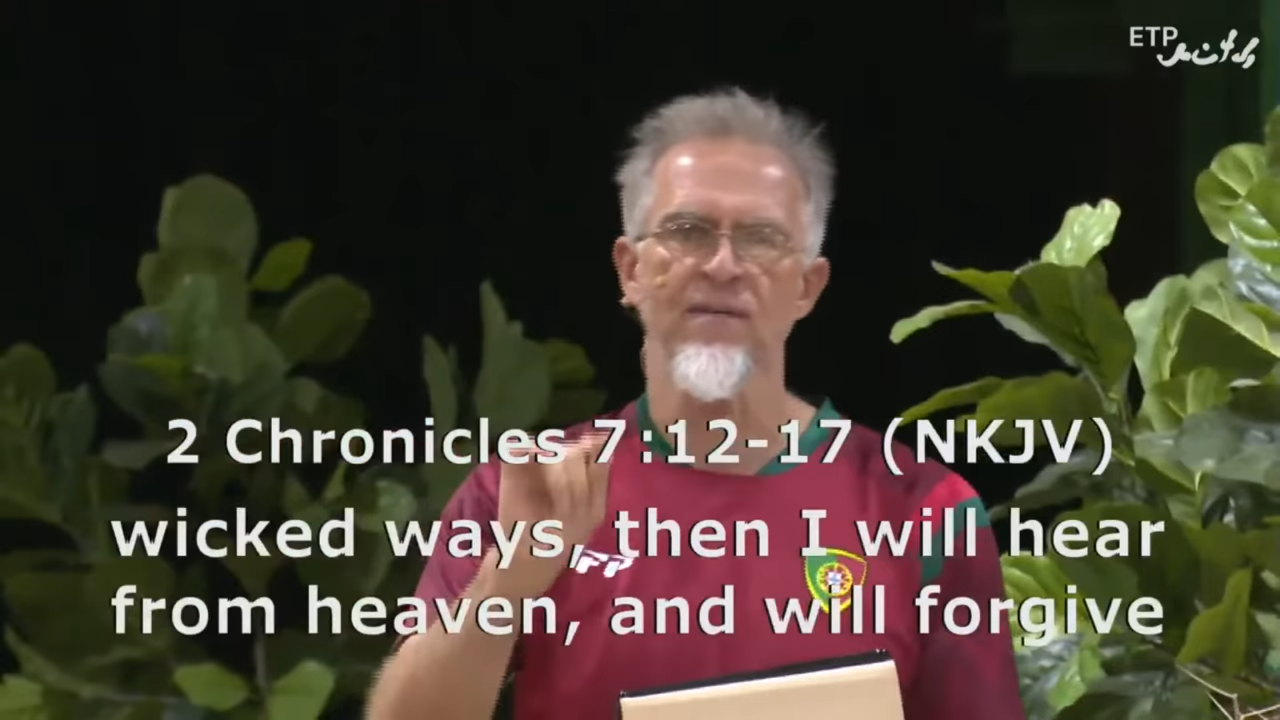 ETP
2 Chronicles 7:12-17 (NKJV)
wicked ways, then I will hear
from heaven, and will forgive